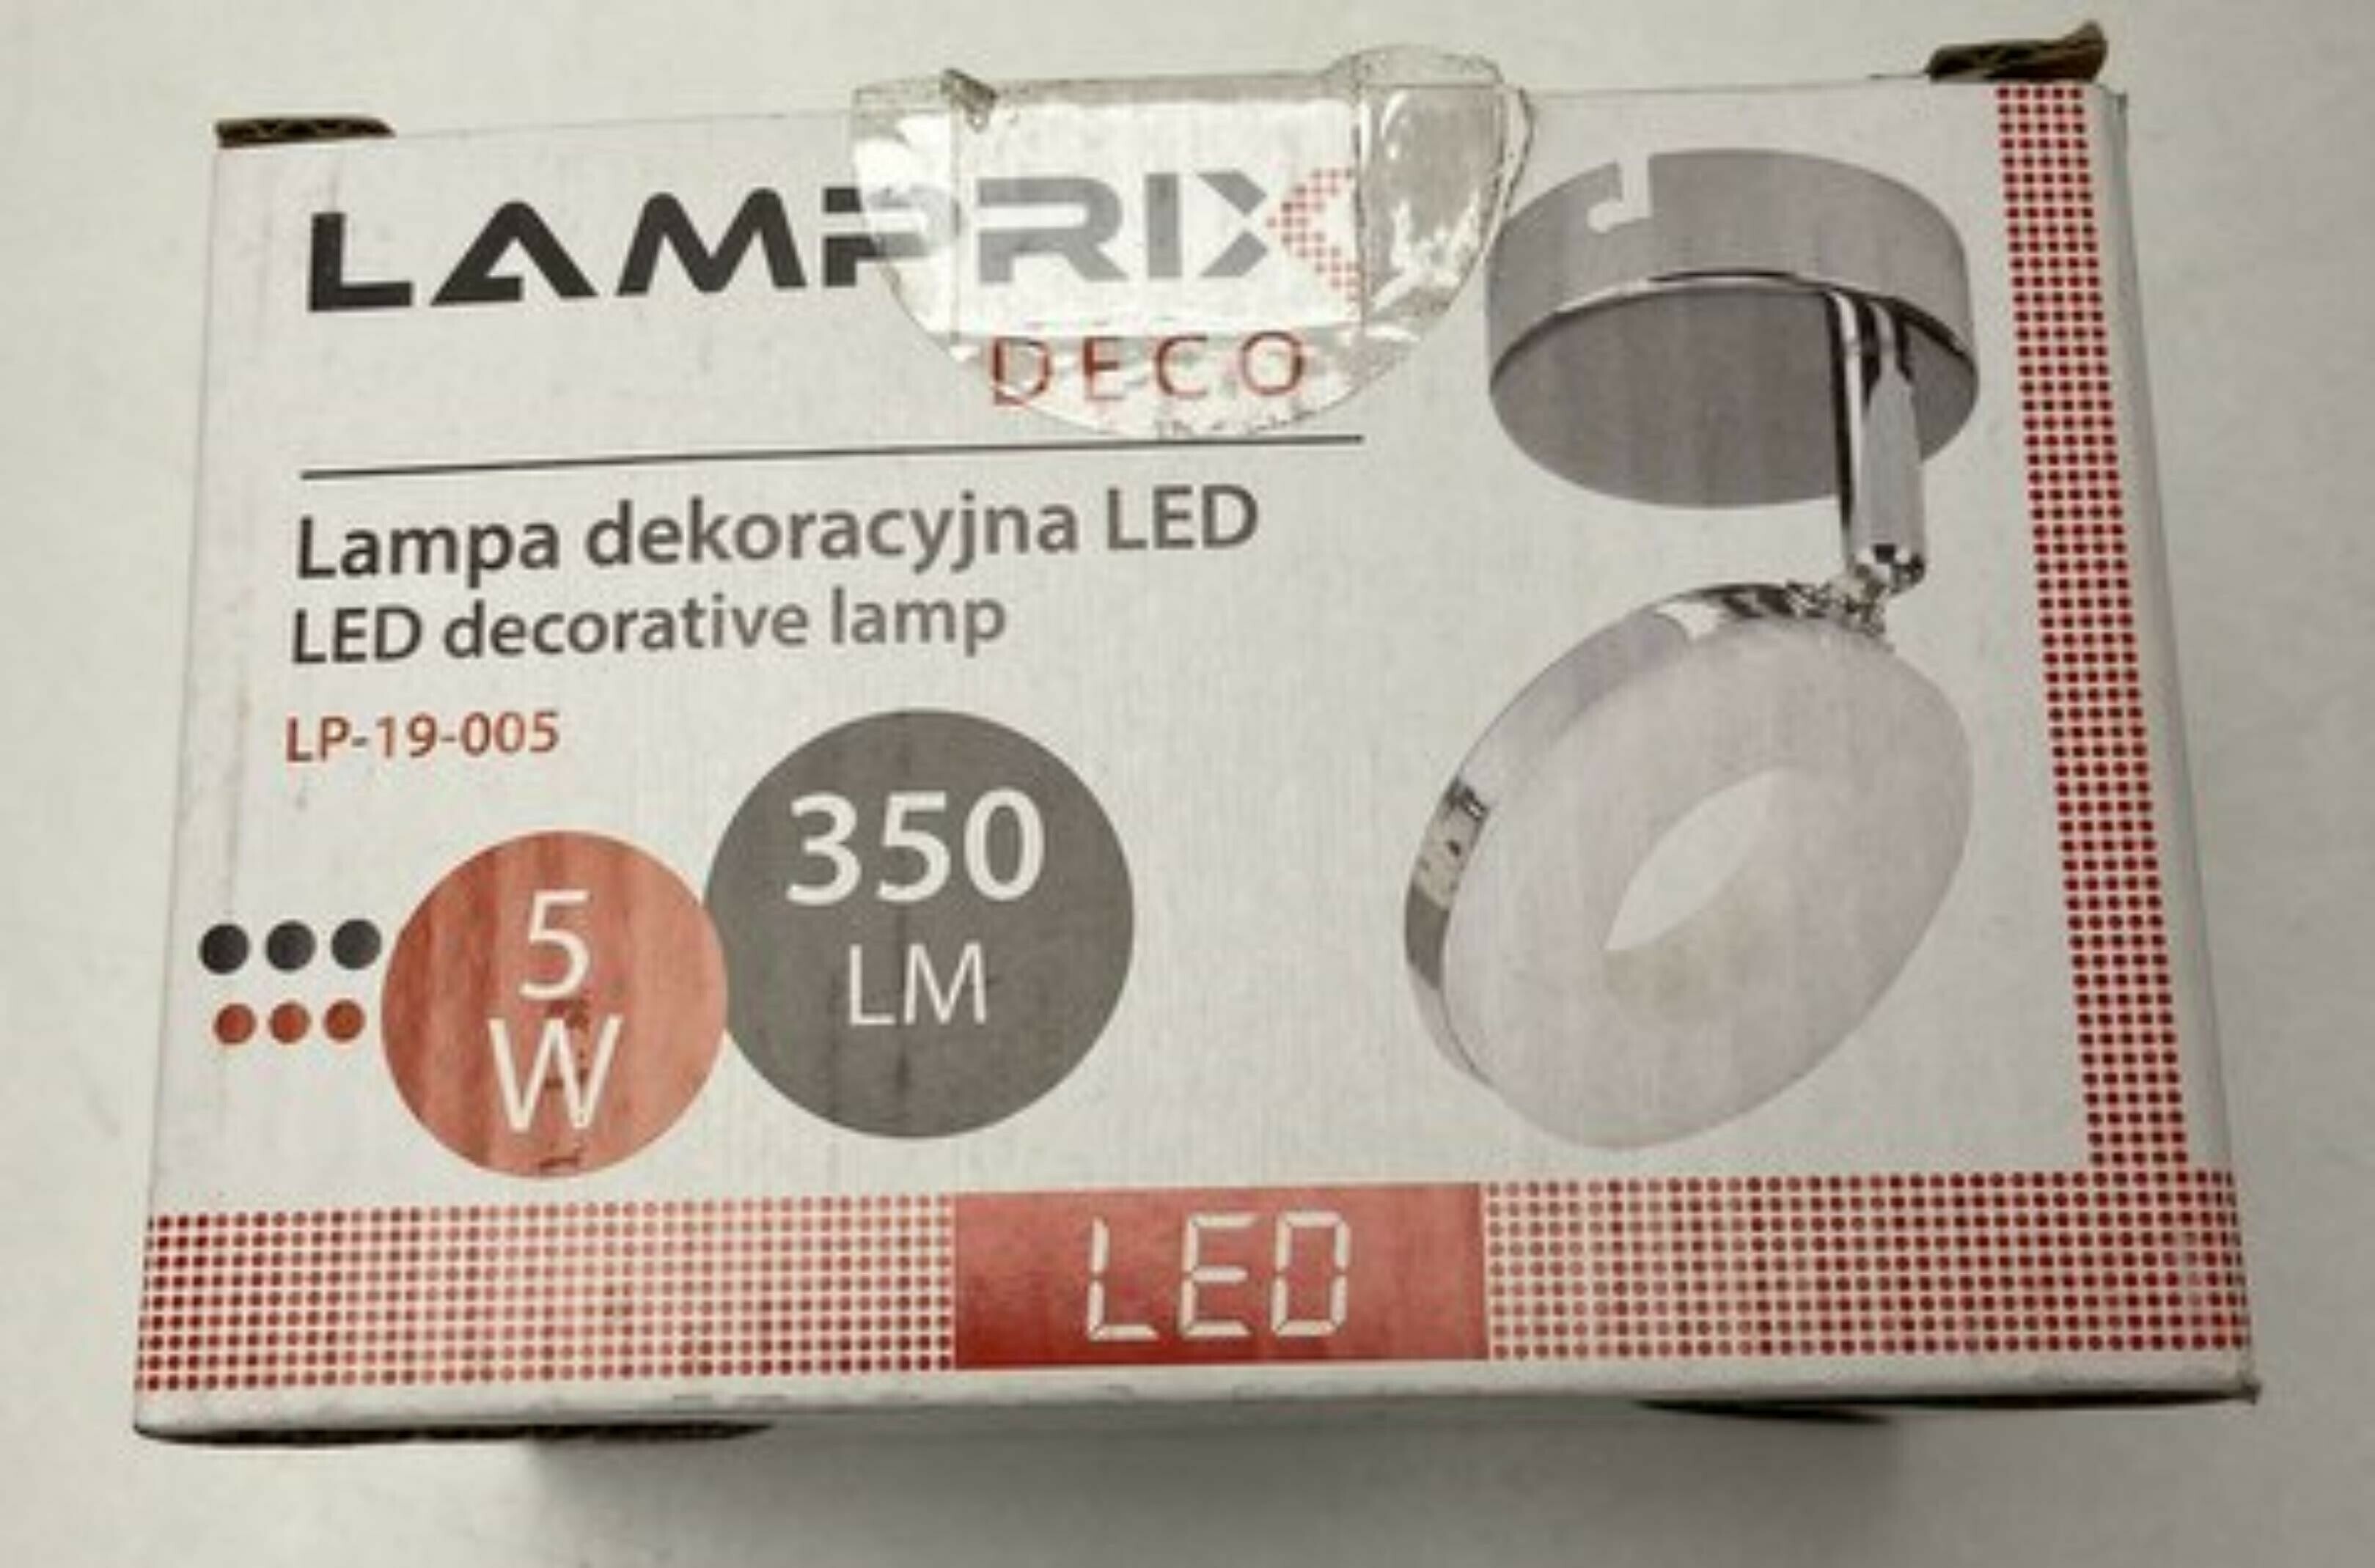 LAMPRIX
DECO
Lampa dekoracyjna LED
LED decorative lamp
LP-19-005
5
W
350
LM
LED